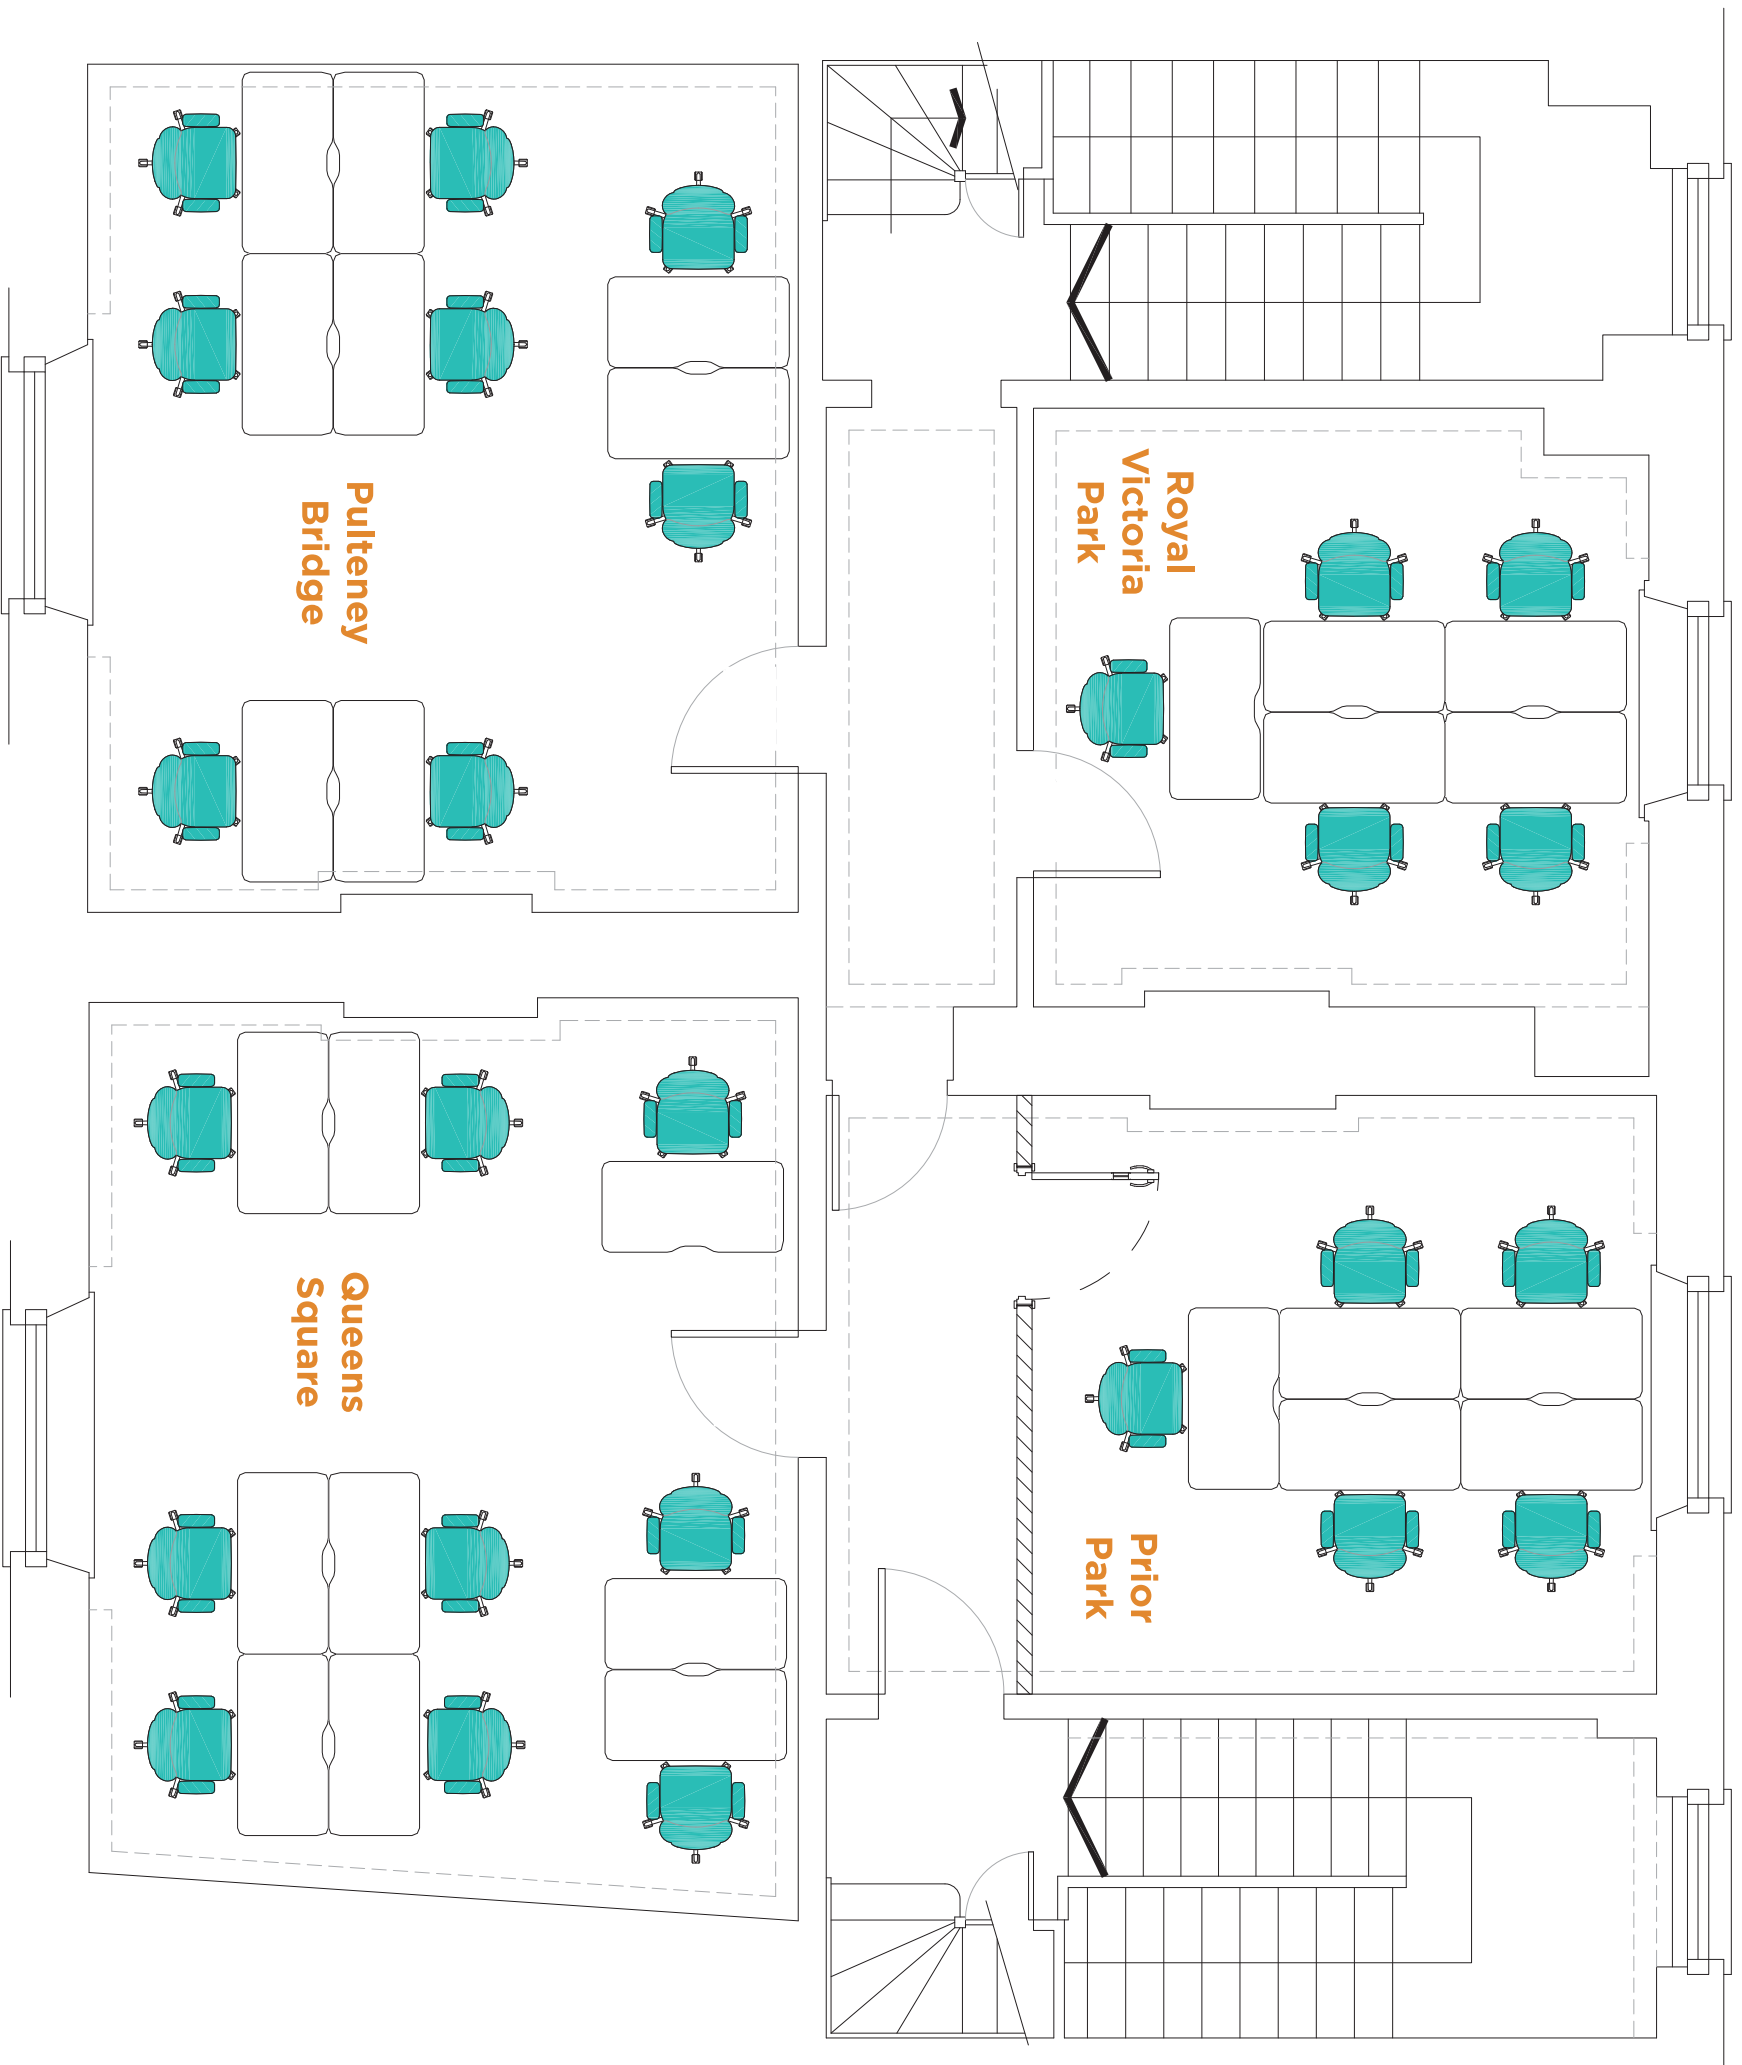 Pulteney
Bridge
Royal
Victoria
Park
Queens
Square
Prior
Park